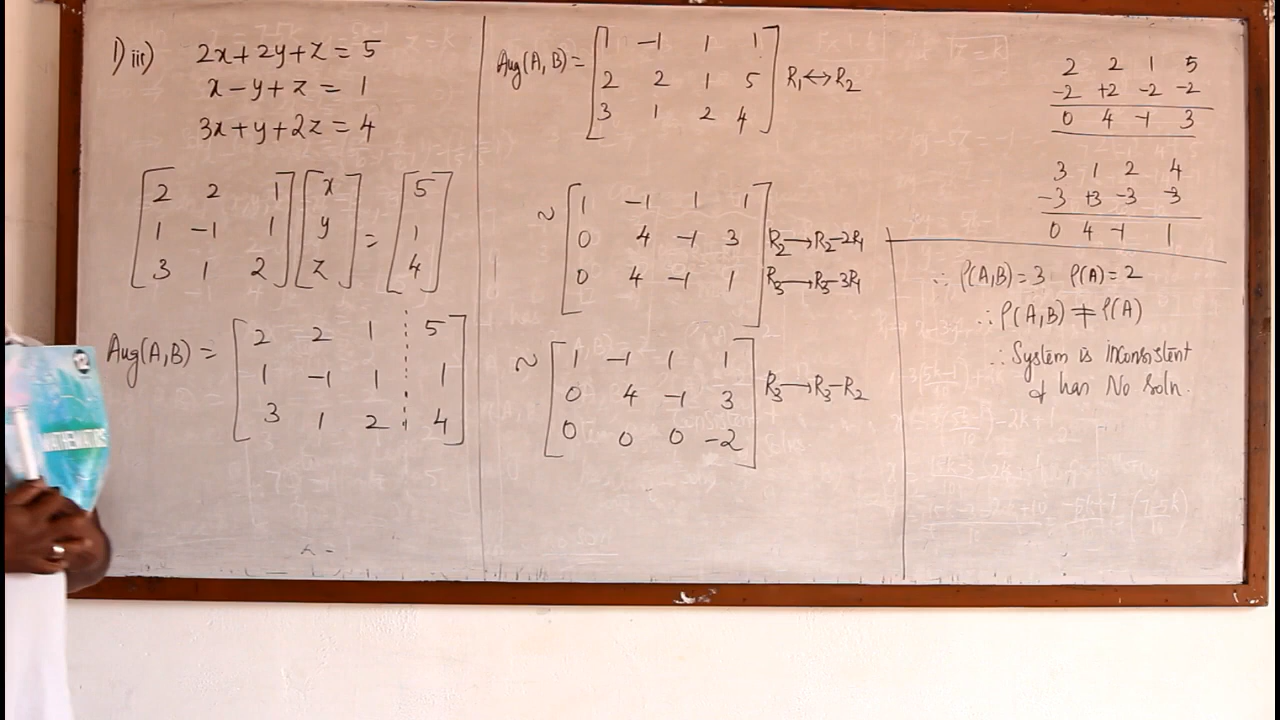 1) iii) 2x + 2y + z = 5
x - y + z = 1
3x + y + 2z = 4
[2 2 1] [x] = [5]
[1 -1 1] [y] [1]
[3 1 2] [z] [4]
Aug(A,B) = [2 2 1 ⋮ 5]
[1 -1 1 ⋮ 1]
[3 1 2 ⋮ 4]
Aug(A,B) = [1 -1 1 1]
[2 2 1 5] R₁↔R₂
[3 1 2 4]
~ [1 -1 1 1]
[0 4 -1 3] R₂→R₂-2R₁
[0 4 -1 1] R₃→R₃-3R₁
~ [1 -1 1 1]
[0 4 -1 3] R₃→R₃-R₂
[0 0 0 -2]
2 2 1 5
-2 +2 -2 -2
0 4 -1 3
3 1 2 4
-3 +3 -3 -3
0 4 -1 1
∴ ρ(A,B) = 3 ρ(A) = 2
∴ ρ(A,B) ≠ ρ(A)
∴ System is inconsistent
& has No soln.
MATHEMATICS